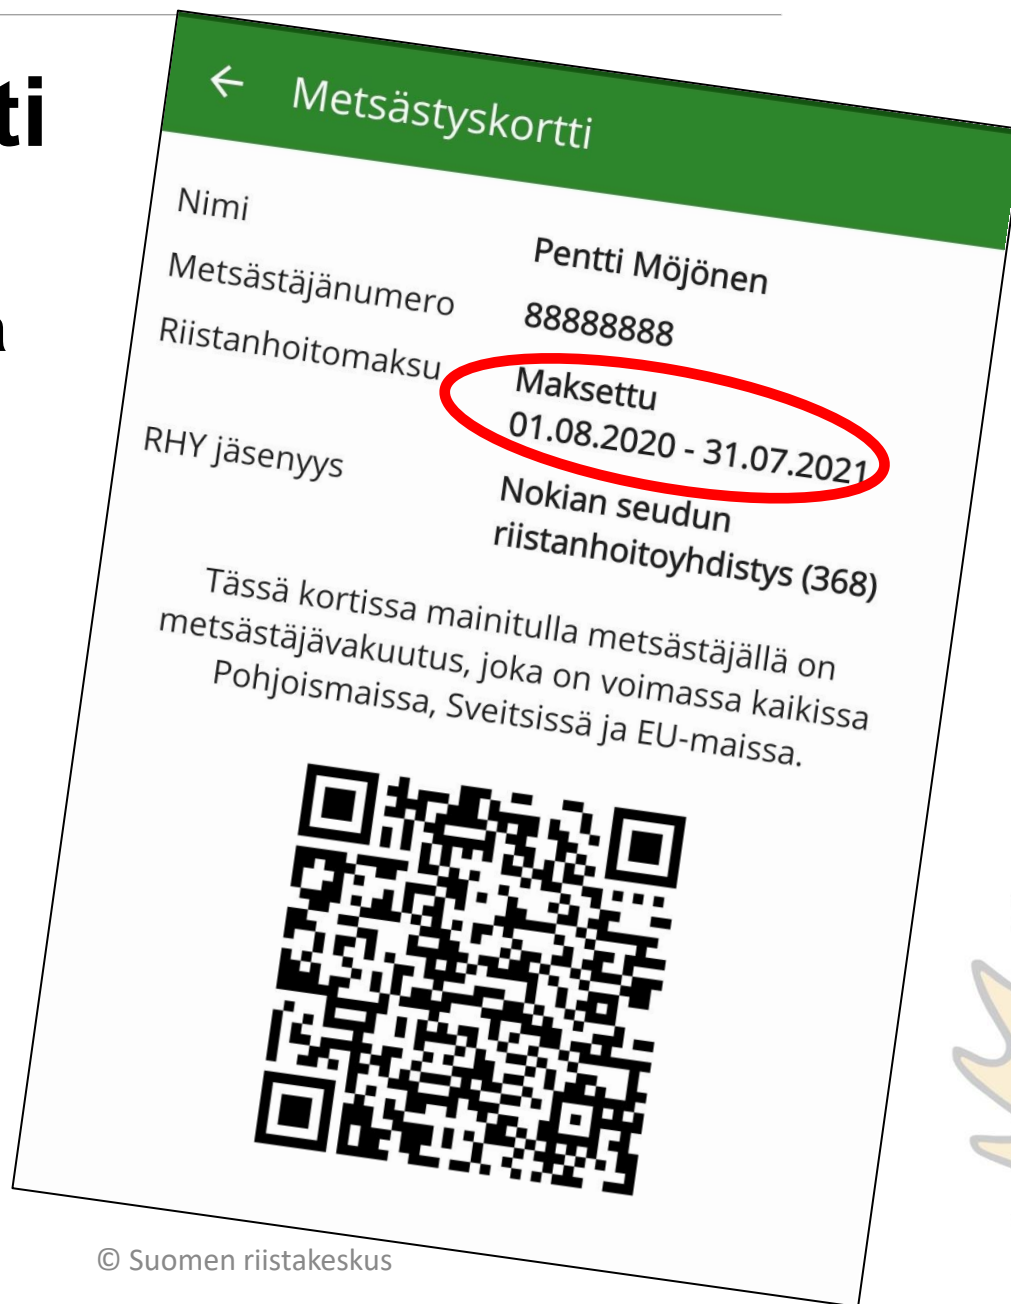 ti
a
Metsästyskortti
Nimi
Pentti Möjönen
Metsästäjänumero
88888888
Riistanhoitomaksu
Maksettu
01.08.2020 - 31.07.2021
RHY jäsenyys
Nokian seudun
riistanhoitoyhdistys (368)
Tässä kortissa mainitulla metsästäjällä on
metsästäjävakuutus, joka on voimassa kaikissa
Pohjoismaissa, Sveitsissä ja EU-maissa.
© Suomen riistakeskus